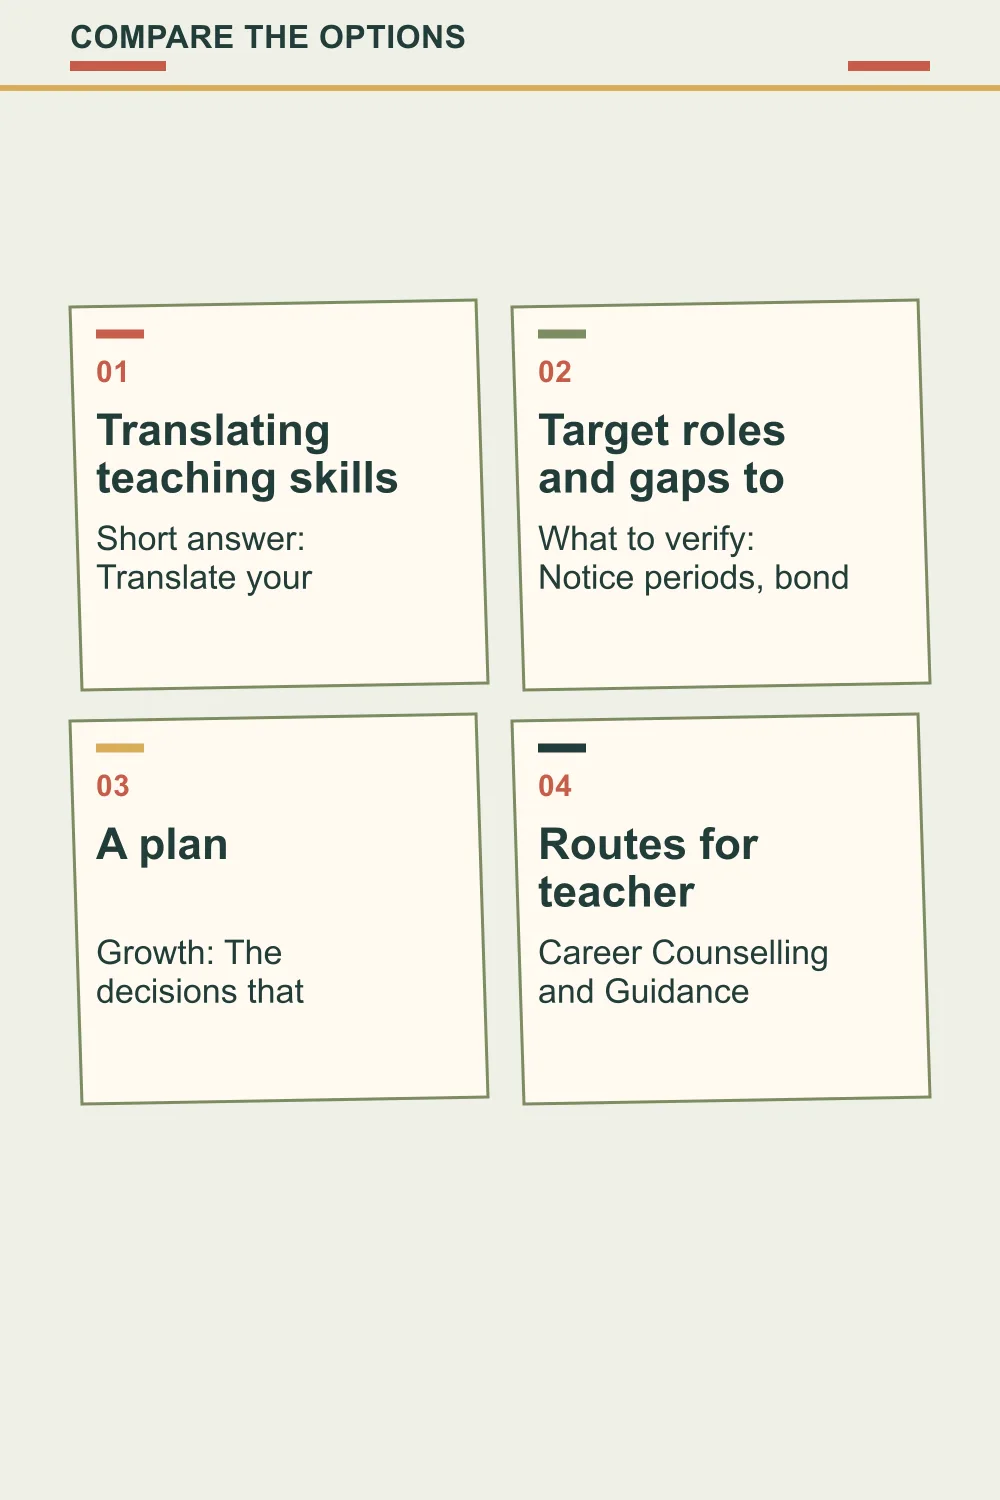 COMPARE THE OPTIONS
01
Translating
teaching skills
Short answer:
Translate your
02
Target roles
and gaps to
What to verify:
Notice periods, bond
03
A plan
Growth: The
decisions that
04
Routes for
teacher
Career Counselling
and Guidance